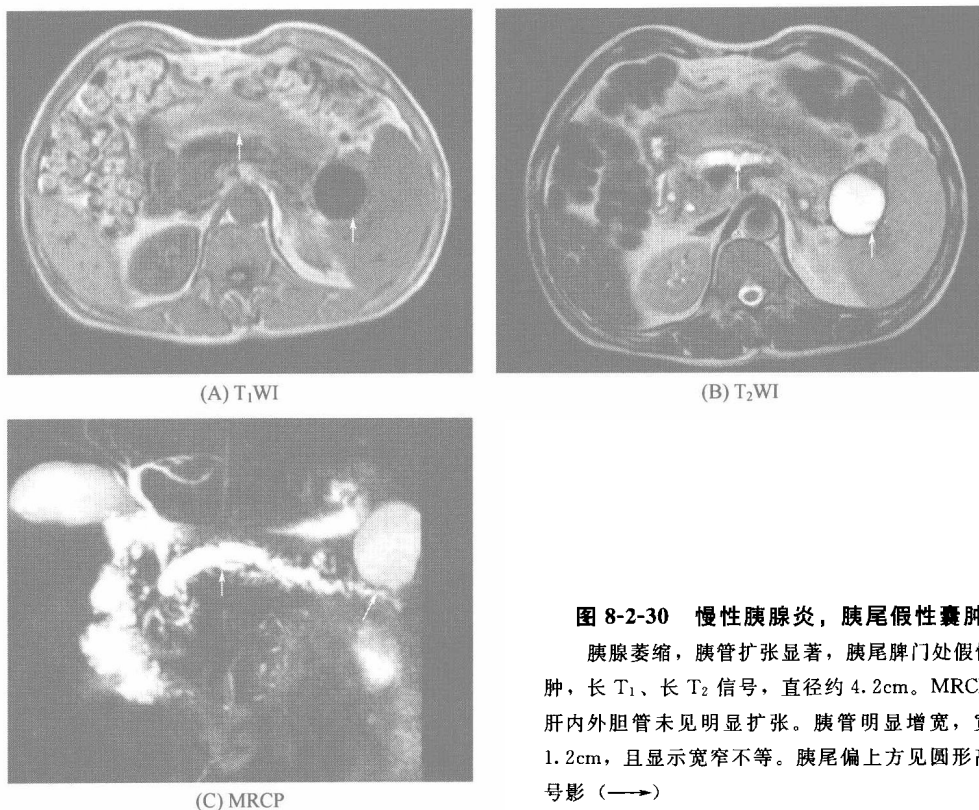 (A) T₁WI
(B) T₂WI
(C) MRCP
图 8-2-30 慢性胰腺炎，胰尾假性囊肿
胰腺萎缩，胰管扩张显著，胰尾脾门处假性
肿，长 T₁、长 T₂ 信号，直径约 4.2cm。MRC
肝内外胆管未见明显扩张。胰管明显增宽，
1.2cm，且显示宽窄不等。胰尾偏上方见圆形
号影（⟶）